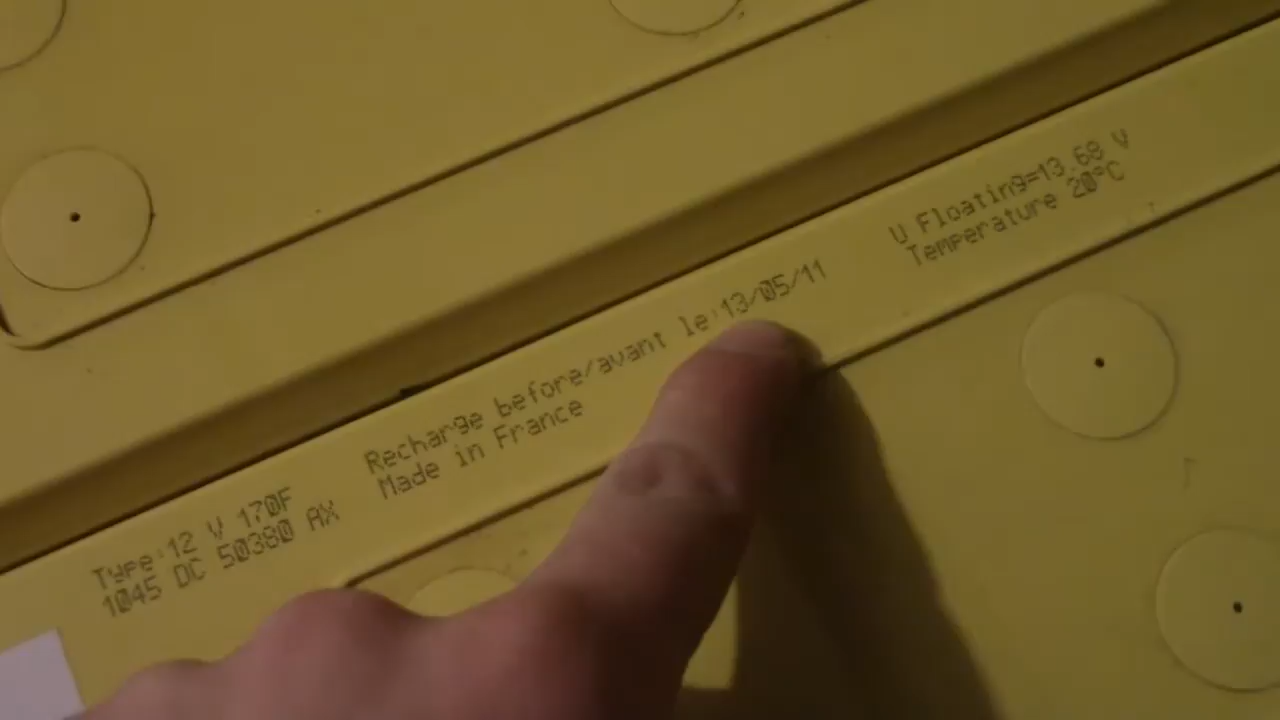 Type:12 V 170F
1045 DC 50380 AX
Recharge before/avant le:13/05/11
Made in France
U Floating=13.68 V
Temperature 20°C